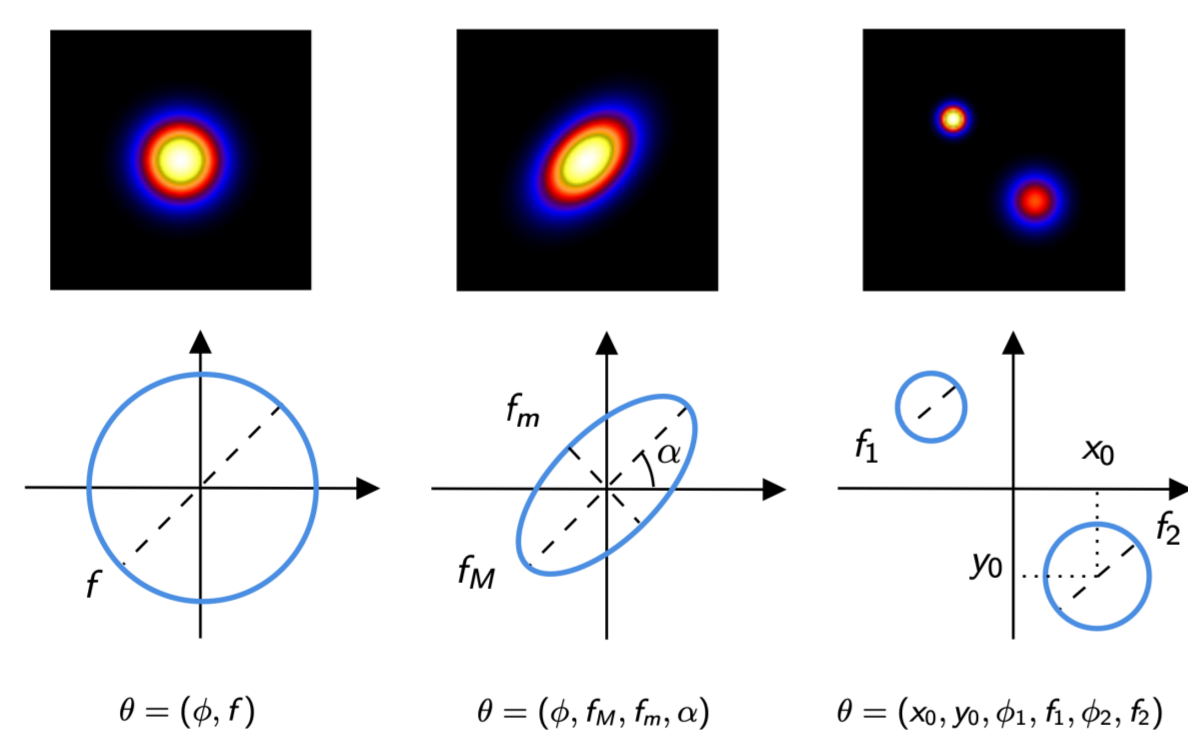 f
θ = (ϕ, f)
f_m
α
f_M
θ = (ϕ, f_M, f_m, α)
f_1
x_0
f_2
y_0
θ = (x_0, y_0, ϕ_1, f_1, ϕ_2, f_2)